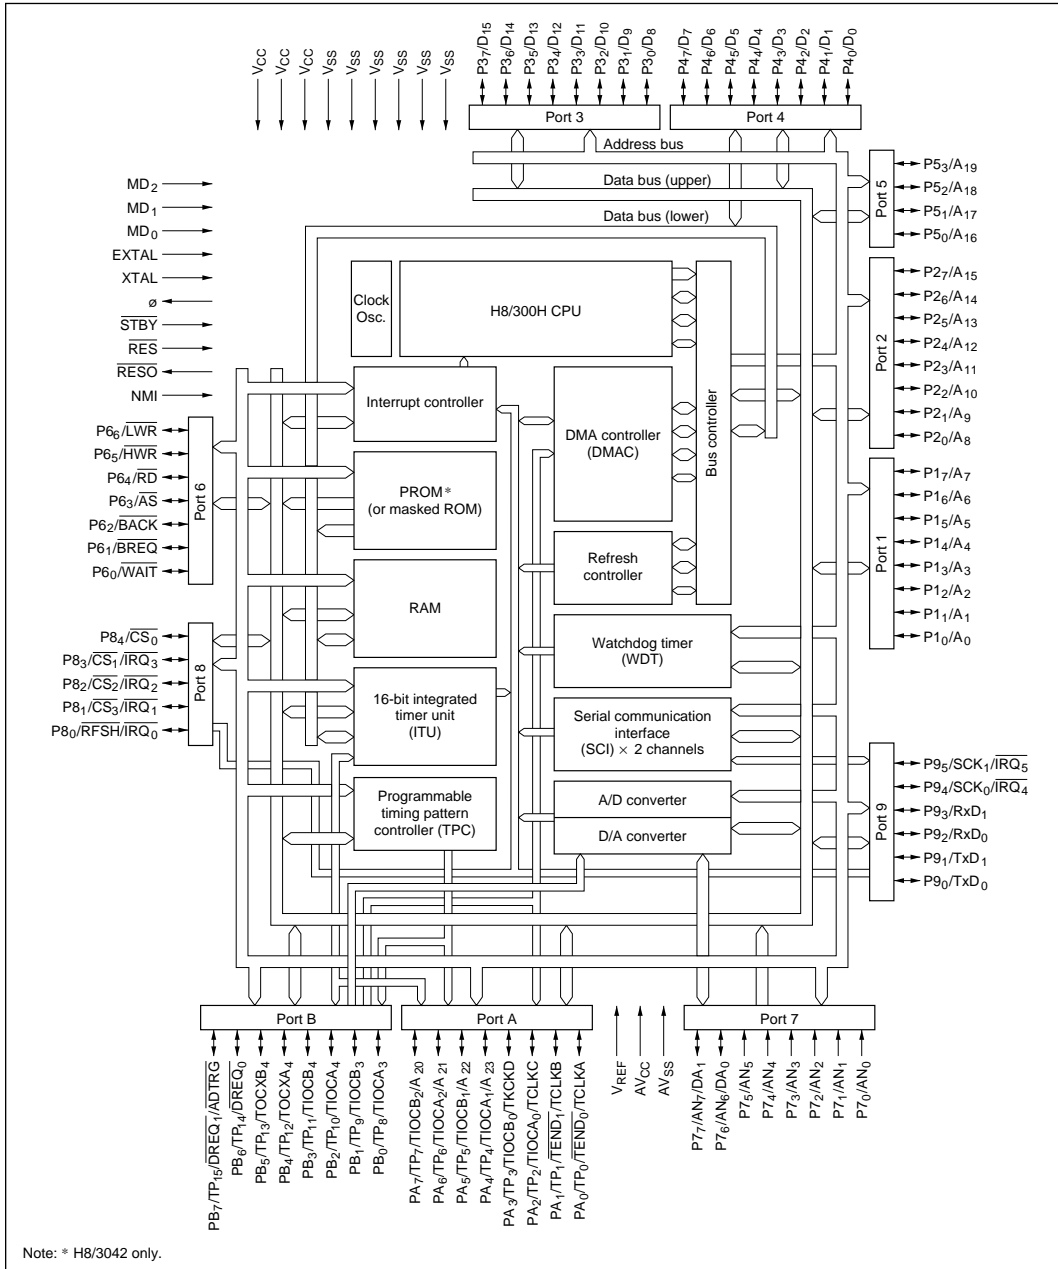 VCC
VCC
VCC
VSS
VSS
VSS
VSS
VSS
VSS
P37/D15
P36/D14
P35/D13
P34/D12
P33/D11
P32/D10
P31/D9
P30/D8
P47/D7
P46/D6
P45/D5
P44/D4
P43/D3
P42/D2
P41/D1
P40/D0
Port 3
Port 4
Address bus
Data bus (upper)
Data bus (lower)
MD2
MD1
MD0
EXTAL
XTAL
ø
STBY
RES
RESO
NMI
P66/LWR
P65/HWR
P64/RD
P63/AS
P62/BACK
P61/BREQ
P60/WAIT
Port 6
P84/CS0
P83/CS1/IRQ3
P82/CS2/IRQ2
P81/CS3/IRQ1
P80/RFSH/IRQ0
Port 8
Clock
Osc.
H8/300H CPU
Interrupt controller
PROM*
(or masked ROM)
RAM
16-bit integrated
timer unit
(ITU)
Programmable
timing pattern
controller (TPC)
DMA controller
(DMAC)
Refresh
controller
Bus controller
Watchdog timer
(WDT)
Serial communication
interface
(SCI) × 2 channels
A/D converter
D/A converter
Port 5
P53/A19
P52/A18
P51/A17
P50/A16
Port 2
P27/A15
P26/A14
P25/A13
P24/A12
P23/A11
P22/A10
P21/A9
P20/A8
Port 1
P17/A7
P16/A6
P15/A5
P14/A4
P13/A3
P12/A2
P11/A1
P10/A0
Port 9
P95/SCK1/IRQ5
P94/SCK0/IRQ4
P93/RxD1
P92/RxD0
P91/TxD1
P90/TxD0
Port B
Port A
Port 7
PB7/TP15/DREQ1/ADTRG
PB6/TP14/DREQ0
PB5/TP13/TOCXB4
PB4/TP12/TOCXA4
PB3/TP11/TIOCB4
PB2/TP10/TIOCA4
PB1/TP9/TIOCB3
PB0/TP8/TIOCA3
PA7/TP7/TIOCB2/A20
PA6/TP6/TIOCA2/A21
PA5/TP5/TIOCB1/A22
PA4/TP4/TIOCA1/A23
PA3/TP3/TIOCB0/TCKCD
PA2/TP2/TIOCA0/TCLKC
PA1/TP1/TEND1/TCLKB
PA0/TP0/TEND0/TCLKA
VREF
AVCC
AVSS
P77/AN7/DA1
P76/AN6/DA0
P75/AN5
P74/AN4
P73/AN3
P72/AN2
P71/AN1
P70/AN0
Note: * H8/3042 only.